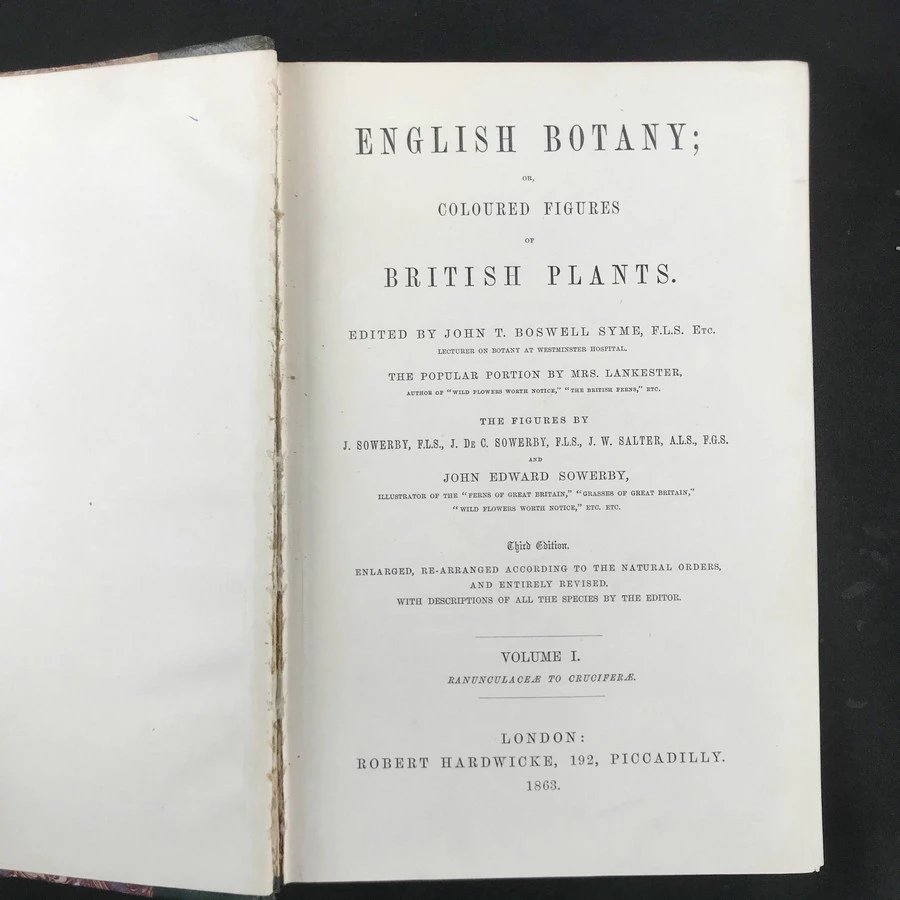 ENGLISH BOTANY;
OR,
COLOURED FIGURES
OF
BRITISH PLANTS.
EDITED BY JOHN T. BOSWELL SYME, F.L.S. Etc.
LECTURER ON BOTANY AT WESTMINSTER HOSPITAL.
THE POPULAR PORTION BY MRS. LANKESTER,
AUTHOR OF "WILD FLOWERS WORTH NOTICE," "THE BRITISH FERNS," ETC.
THE FIGURES BY
J. SOWERBY, F.L.S., J. De C. SOWERBY, F.L.S., J. W. SALTER, A.L.S., F.G.S.
AND
JOHN EDWARD SOWERBY,
ILLUSTRATOR OF THE "FERNS OF GREAT BRITAIN," "GRASSES OF GREAT BRITAIN,"
"WILD FLOWERS WORTH NOTICE," ETC. ETC.
Third Edition.
ENLARGED, RE-ARRANGED ACCORDING TO THE NATURAL ORDERS,
AND ENTIRELY REVISED.
WITH DESCRIPTIONS OF ALL THE SPECIES BY THE EDITOR.
VOLUME I.
RANUNCULACEÆ TO CRUCIFERÆ.
LONDON:
ROBERT HARDWICKE, 192, PICCADILLY.
1863.